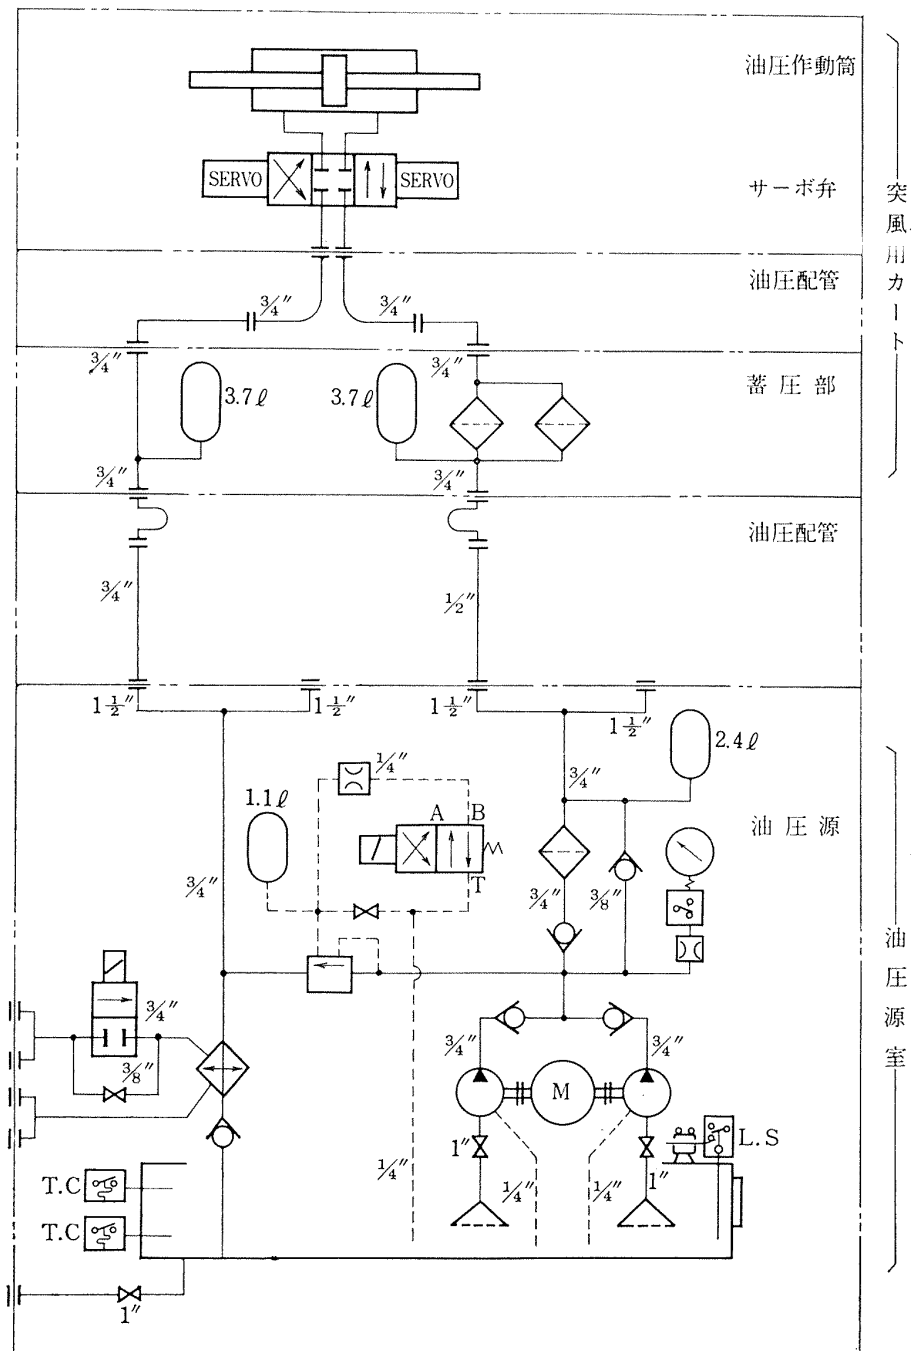 油圧作動筒
SERVO
SERVO
サーボ弁
突風用カート
油圧配管
3/4"
3/4"
3/4"
3/4"
蓄圧部
3.7ℓ
3.7ℓ
3/4"
3/4"
油圧配管
3/4"
1/2"
1 1/2"
1 1/2"
1 1/2"
1 1/2"
2.4ℓ
1/4"
3/4"
1.1ℓ
A
B
油圧源
T
3/4"
3/4"
3/8"
油圧源室
3/4"
3/8"
3/4"
3/4"
M
L.S
1"
1"
T.C
1/4"
1/4"
1/4"
T.C
1"